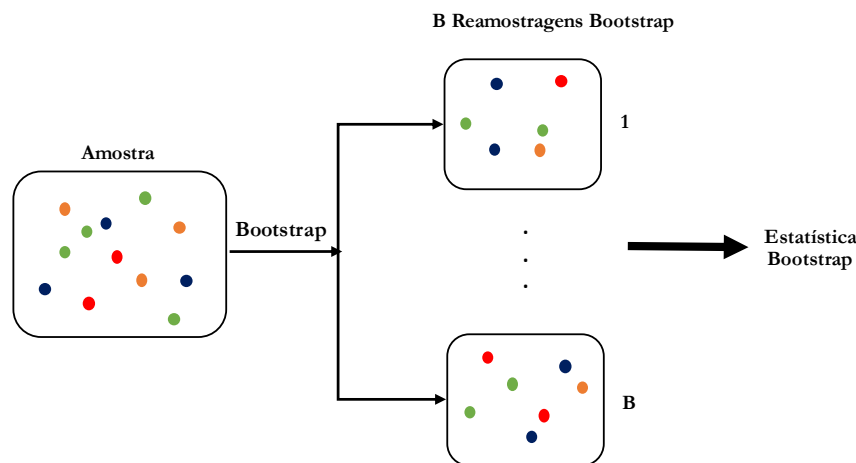 B Reamostragens Bootstrap
1
Amostra
Bootstrap
Estatística
Bootstrap
B